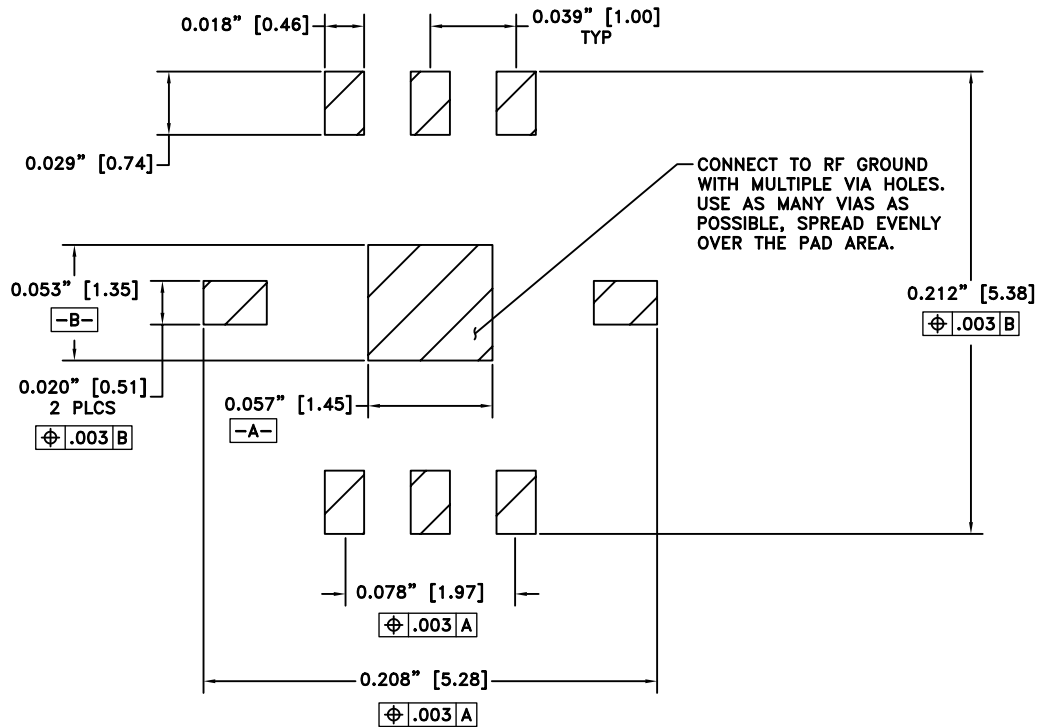 0.018” [0.46]
0.039” [1.00]
TYP
0.029” [0.74]
CONNECT TO RF GROUND
WITH MULTIPLE VIA HOLES.
USE AS MANY VIAS AS
POSSIBLE, SPREAD EVENLY
OVER THE PAD AREA.
0.053” [1.35]
-B-
0.212” [5.38]
⌖ .003 B
0.020” [0.51]
2 PLCS
⌖ .003 B
0.057” [1.45]
-A-
0.078” [1.97]
⌖ .003 A
0.208” [5.28]
⌖ .003 A